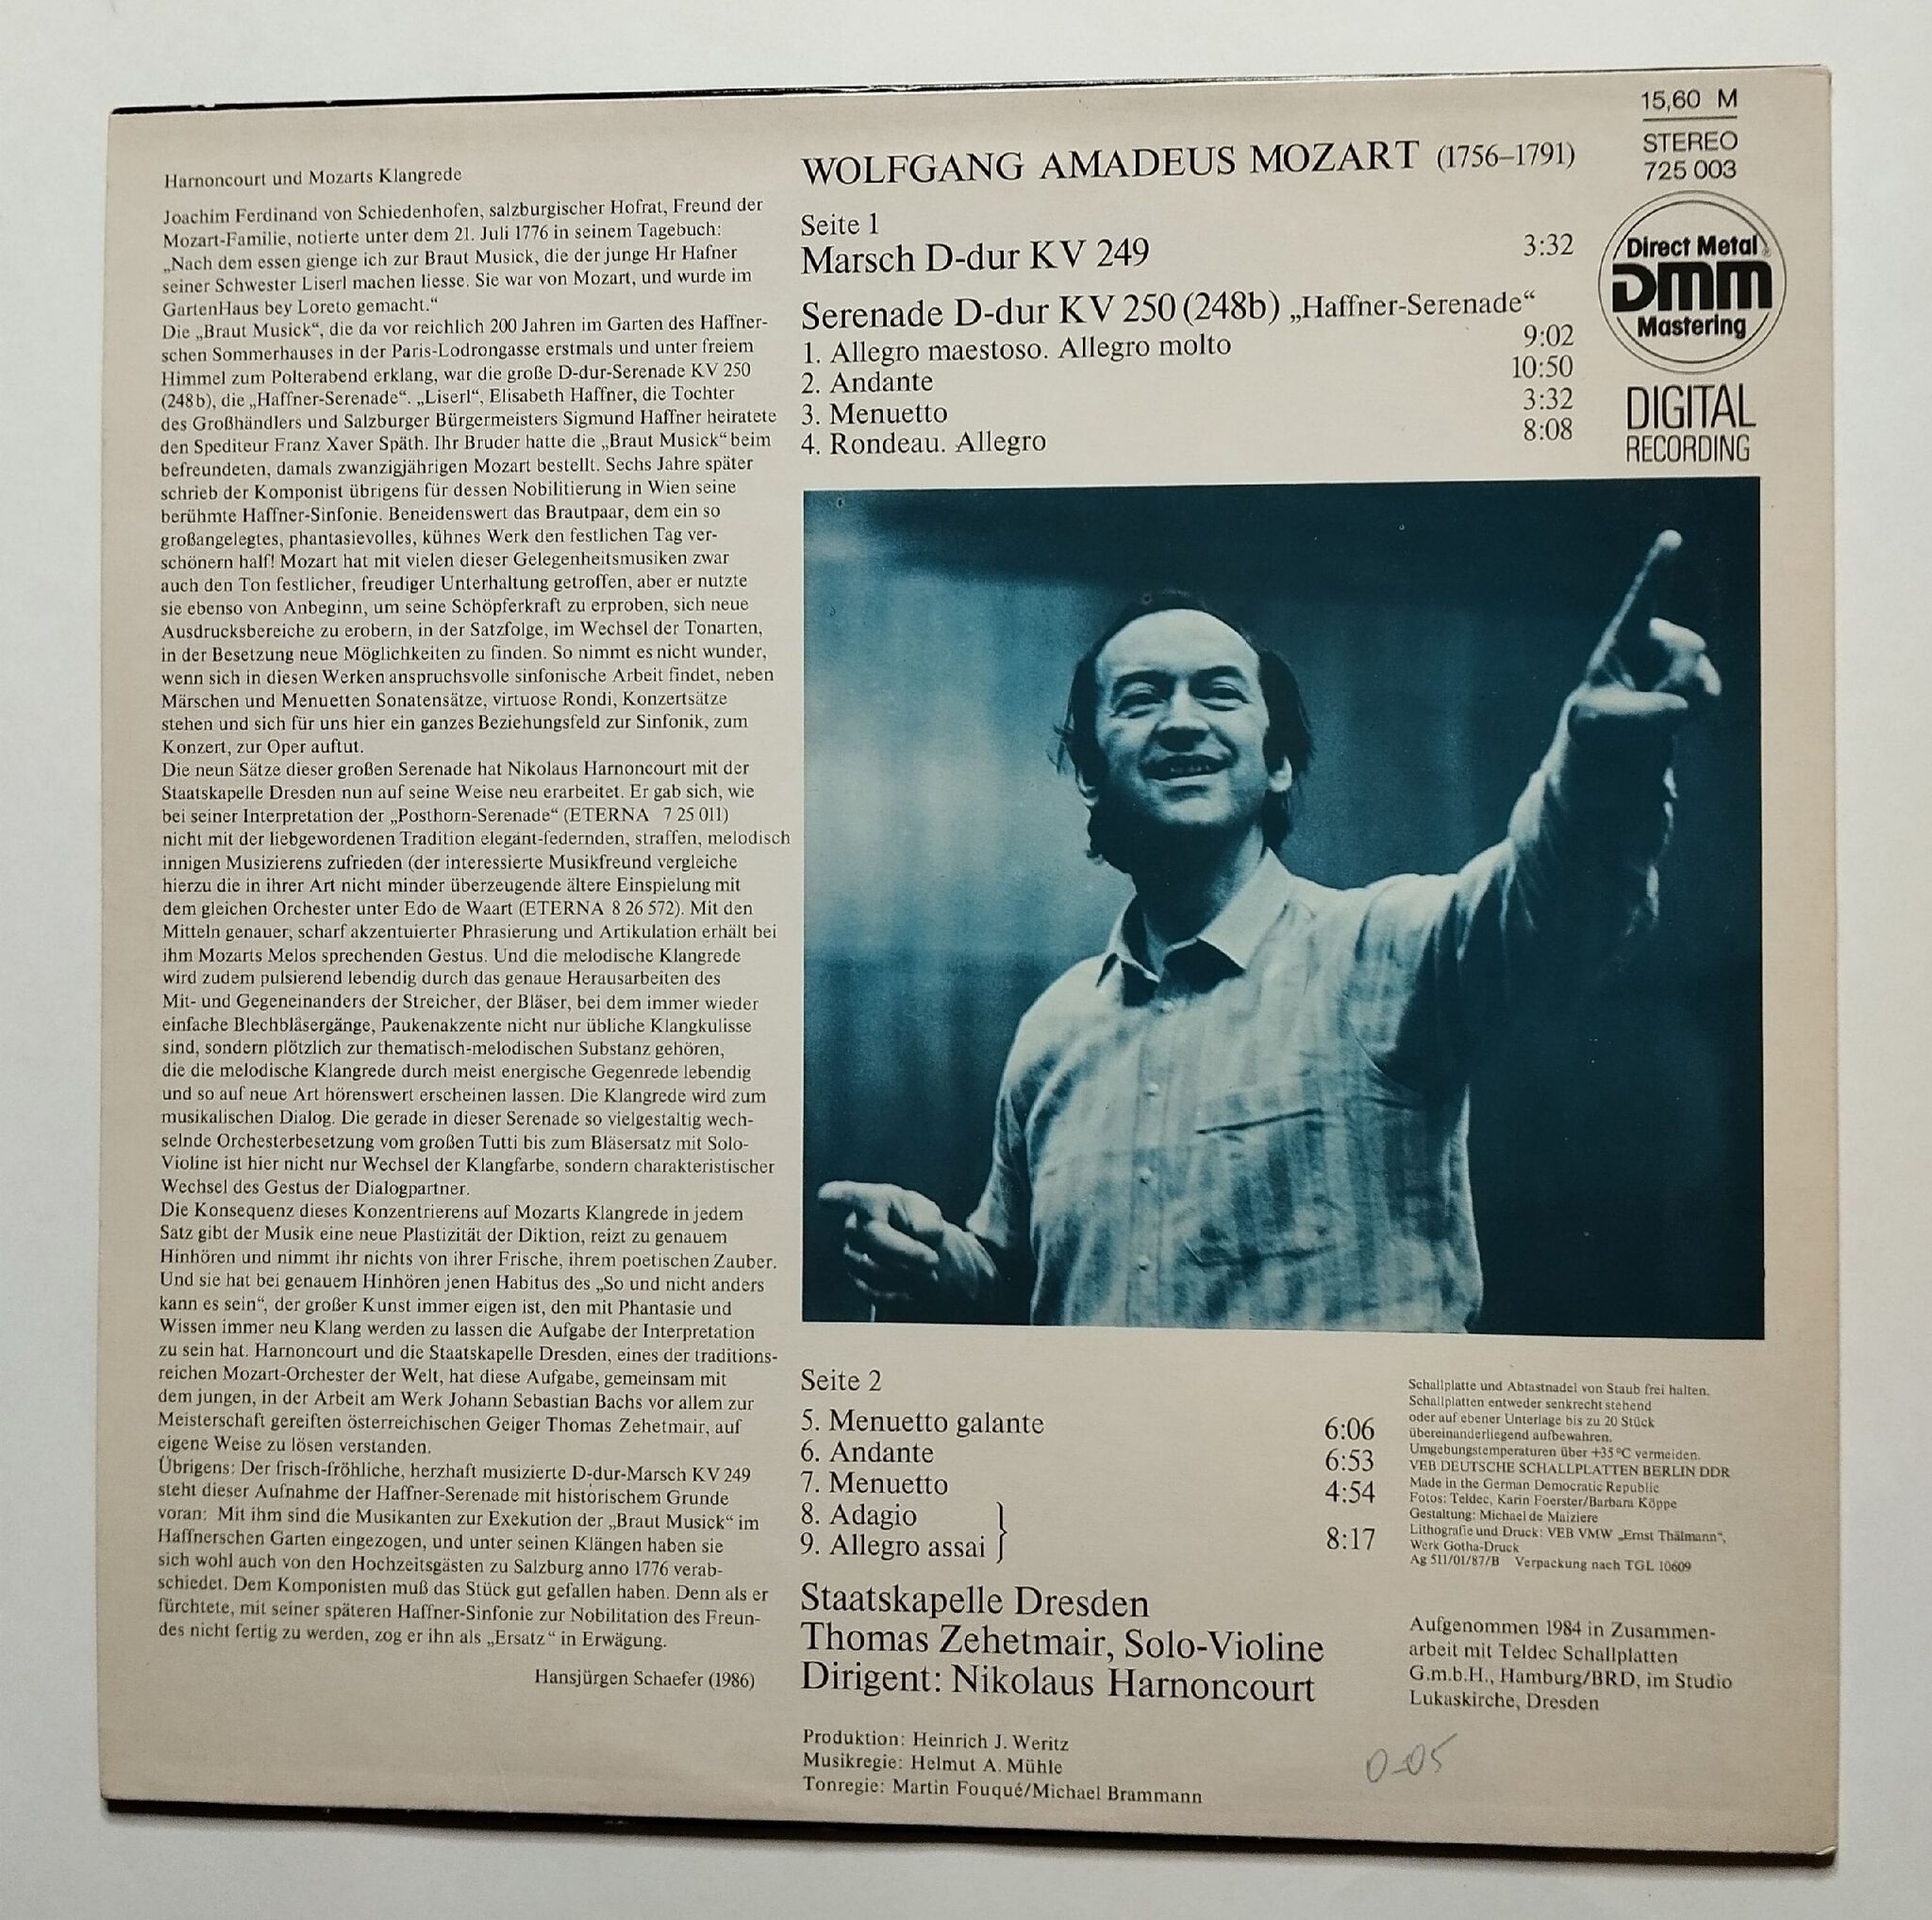 Harnoncourt und Mozarts Klangrede
Joachim Ferdinand von Schiedenhofen, salzburgischer Hofrat, Freund der
Mozart-Familie, notierte unter dem 21. Juli 1776 in seinem Tagebuch:
„Nach dem essen gienge ich zur Braut Musick, die der junge Hr Hafner
seiner Schwester Liserl machen liesse. Sie war von Mozart, und wurde im
GartenHaus bey Loreto gemacht.“
Die „Braut Musick“, die da vor reichlich 200 Jahren im Garten des Haffner-
schen Sommerhauses in der Paris-Lodrongasse erstmals und unter freiem
Himmel zum Polterabend erklang, war die große D-dur-Serenade KV 250
(248b), die „Haffner-Serenade“. „Liserl“, Elisabeth Haffner, die Tochter
des Großhändlers und Salzburger Bürgermeisters Sigmund Haffner heiratete
den Spediteur Franz Xaver Späth. Ihr Bruder hatte die „Braut Musick“ beim
befreundeten, damals zwanzigjährigen Mozart bestellt. Sechs Jahre später
schrieb der Komponist übrigens für dessen Nobilitierung in Wien seine
berühmte Haffner-Sinfonie. Beneidenswert das Brautpaar, dem ein so
großangelegtes, phantasievolles, kühnes Werk den festlichen Tag ver-
schönern half! Mozart hat mit vielen dieser Gelegenheitsmusiken zwar
auch den Ton festlicher, freudiger Unterhaltung getroffen, aber er nutzte
sie ebenso von Anbeginn, um seine Schöpferkraft zu erproben, sich neue
Ausdrucksbereiche zu erobern, in der Satzfolge, im Wechsel der Tonarten,
in der Besetzung neue Möglichkeiten zu finden. So nimmt es nicht wunder,
wenn sich in diesen Werken anspruchsvolle sinfonische Arbeit findet, neben
Märschen und Menuetten Sonatensätze, virtuose Rondi, Konzertsätze
stehen und sich für uns hier ein ganzes Beziehungsfeld zur Sinfonik, zum
Konzert, zur Oper auftut.
Die neun Sätze dieser großen Serenade hat Nikolaus Harnoncourt mit der
Staatskapelle Dresden nun auf seine Weise neu erarbeitet. Er gab sich, wie
bei seiner Interpretation der „Posthorn-Serenade“ (ETERNA 7 25 011)
nicht mit der liebgewordenen Tradition elegant-federnden, straffen, melodisch
innigen Musizierens zufrieden (der interessierte Musikfreund vergleiche
hierzu die in ihrer Art nicht minder überzeugende ältere Einspielung mit
dem gleichen Orchester unter Edo de Waart (ETERNA 8 26 572). Mit den
Mitteln genauer, scharf akzentuierter Phrasierung und Artikulation erhält bei
ihm Mozarts Melos sprechenden Gestus. Und die melodische Klangrede
wird zudem pulsierend lebendig durch das genaue Herausarbeiten des
Mit- und Gegeneinanders der Streicher, der Bläser, bei dem immer wieder
einfache Blechbläsergänge, Paukenakzente nicht nur übliche Klangkulisse
sind, sondern plötzlich zur thematisch-melodischen Substanz gehören,
die die melodische Klangrede durch meist energische Gegenrede lebendig
und so auf neue Art hörenswert erscheinen lassen. Die Klangrede wird zum
musikalischen Dialog. Die gerade in dieser Serenade so vielgestaltig wech-
selnde Orchesterbesetzung vom großen Tutti bis zum Bläsersatz mit Solo-
Violine ist hier nicht nur Wechsel der Klangfarbe, sondern charakteristischer
Wechsel des Gestus der Dialogpartner.
Die Konsequenz dieses Konzentrierens auf Mozarts Klangrede in jedem
Satz gibt der Musik eine neue Plastizität der Diktion, reizt zu genauem
Hinhören und nimmt ihr nichts von ihrer Frische, ihrem poetischen Zauber.
Und sie hat bei genauem Hinhören jenen Habitus des „So und nicht anders
kann es sein“, der großer Kunst immer eigen ist, den mit Phantasie und
Wissen immer neu Klang werden zu lassen die Aufgabe der Interpretation
zu sein hat. Harnoncourt und die Staatskapelle Dresden, eines der traditions-
reichen Mozart-Orchester der Welt, hat diese Aufgabe, gemeinsam mit
dem jungen, in der Arbeit am Werk Johann Sebastian Bachs vor allem zur
Meisterschaft gereiften österreichischen Geiger Thomas Zehetmair, auf
eigene Weise zu lösen verstanden.
Übrigens: Der frisch-fröhliche, herzhaft musizierte D-dur-Marsch KV 249
steht dieser Aufnahme der Haffner-Serenade mit historischem Grunde
voran: Mit ihm sind die Musikanten zur Exekution der „Braut Musick“ im
Haffnerschen Garten eingezogen, und unter seinen Klängen haben sie
sich wohl auch von den Hochzeitsgästen zu Salzburg anno 1776 verab-
schiedet. Dem Komponisten muß das Stück gut gefallen haben. Denn als er
fürchtete, mit seiner späteren Haffner-Sinfonie zur Nobilitation des Freun-
des nicht fertig zu werden, zog er ihn als „Ersatz“ in Erwägung.
Hansjürgen Schaefer (1986)
WOLFGANG AMADEUS MOZART (1756–1791)
Seite 1
Marsch D-dur KV 249 3:32
Serenade D-dur KV 250 (248b) „Haffner-Serenade“
1. Allegro maestoso. Allegro molto 9:02
2. Andante 10:50
3. Menuetto 3:32
4. Rondeau. Allegro 8:08
15,60 M
STEREO
725 003
Direct Metal
DMM
Mastering
DIGITAL
RECORDING
Seite 2
5. Menuetto galante 6:06
6. Andante 6:53
7. Menuetto 4:54
8. Adagio
9. Allegro assai 8:17
Staatskapelle Dresden
Thomas Zehetmair, Solo-Violine
Dirigent: Nikolaus Harnoncourt
Produktion: Heinrich J. Weritz
Musikregie: Helmut A. Mühle
Tonregie: Martin Fouqué/Michael Brammann
Schallplatte und Abtastnadel von Staub frei halten.
Schallplatten entweder senkrecht stehend
oder auf ebener Unterlage bis zu 20 Stück
übereinanderliegend aufbewahren.
Umgebungstemperaturen über +35 °C vermeiden.
VEB DEUTSCHE SCHALLPLATTEN BERLIN DDR
Made in the German Democratic Republic
Fotos: Teldec, Karin Foerster/Barbara Köppe
Gestaltung: Michael de Maiziere
Lithografie und Druck: VEB VMW „Ernst Thälmann“,
Werk Gotha-Druck
Ag 511/01/87/B Verpackung nach TGL 10609
Aufgenommen 1984 in Zusammen-
arbeit mit Teldec Schallplatten
G.m.b.H., Hamburg/BRD, im Studio
Lukaskirche, Dresden
0-05